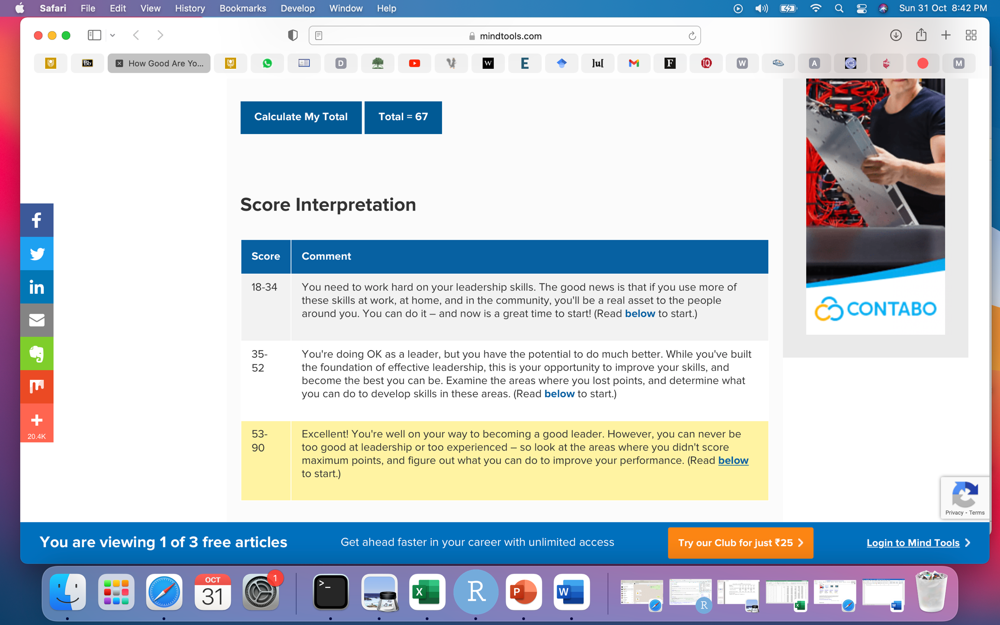 Safari File Edit View History Bookmarks Develop Window Help
Sun 31 Oct 8:42 PM
mindtools.com
Bb
How Good Are Yo...
D
W
E
]u[
F
IQ
W
A
M
Calculate My Total
Total = 67
Score Interpretation
Score Comment
18-34
You need to work hard on your leadership skills. The good news is that if you use more of
these skills at work, at home, and in the community, you'll be a real asset to the people
around you. You can do it – and now is a great time to start! (Read below to start.)
35-
52
You're doing OK as a leader, but you have the potential to do much better. While you've built
the foundation of effective leadership, this is your opportunity to improve your skills, and
become the best you can be. Examine the areas where you lost points, and determine what
you can do to develop skills in these areas. (Read below to start.)
53-
90
Excellent! You're well on your way to becoming a good leader. However, you can never be
too good at leadership or too experienced – so look at the areas where you didn't score
maximum points, and figure out what you can do to improve your performance. (Read below
to start.)
f
in
20.4K
CONTABO
Privacy - Terms
You are viewing 1 of 3 free articles
Get ahead faster in your career with unlimited access
Try our Club for just ₹25
Login to Mind Tools
OCT
31
1
>_
X
R
P
W
R
X
W